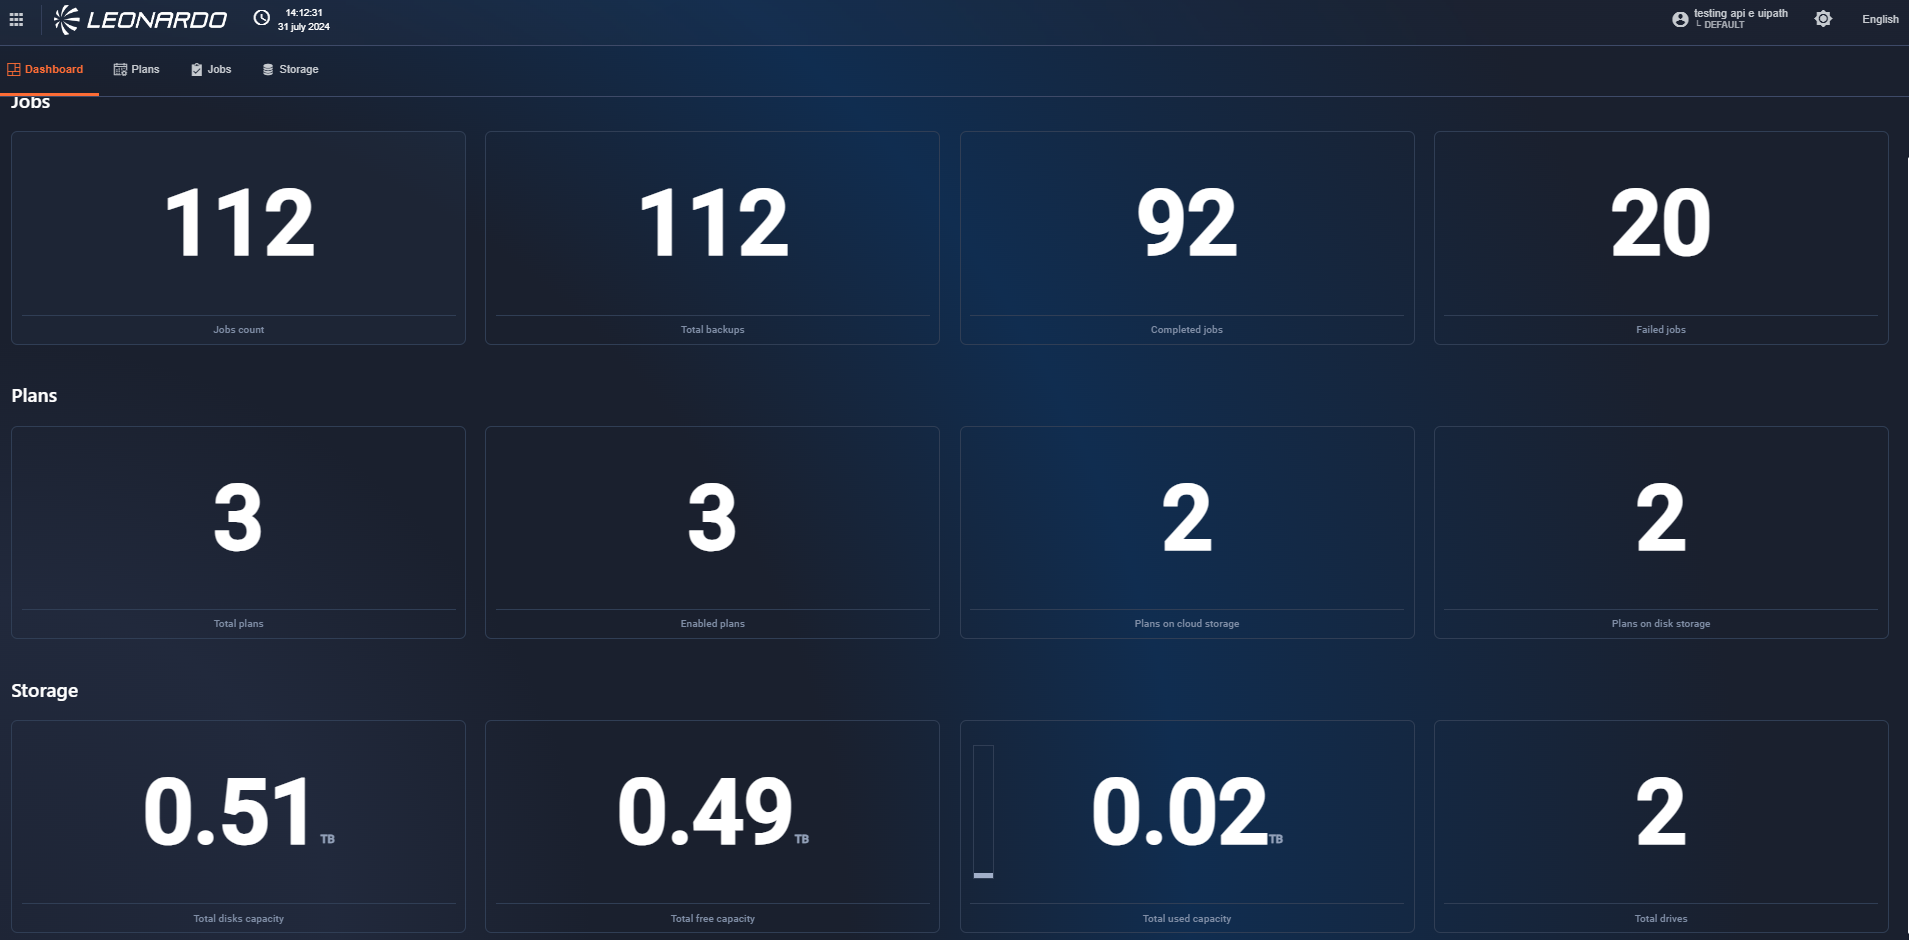 LEONARDO
14:12:31
31 july 2024
testing api e uipath
└ DEFAULT
English
Dashboard
Plans
Jobs
Storage
Jobs
112
112
92
20
Jobs count
Total backups
Completed jobs
Failed jobs
Plans
3
3
2
2
Total plans
Enabled plans
Plans on cloud storage
Plans on disk storage
Storage
0.51 TB
0.49 TB
0.02 TB
2
Total disks capacity
Total free capacity
Total used capacity
Total drives